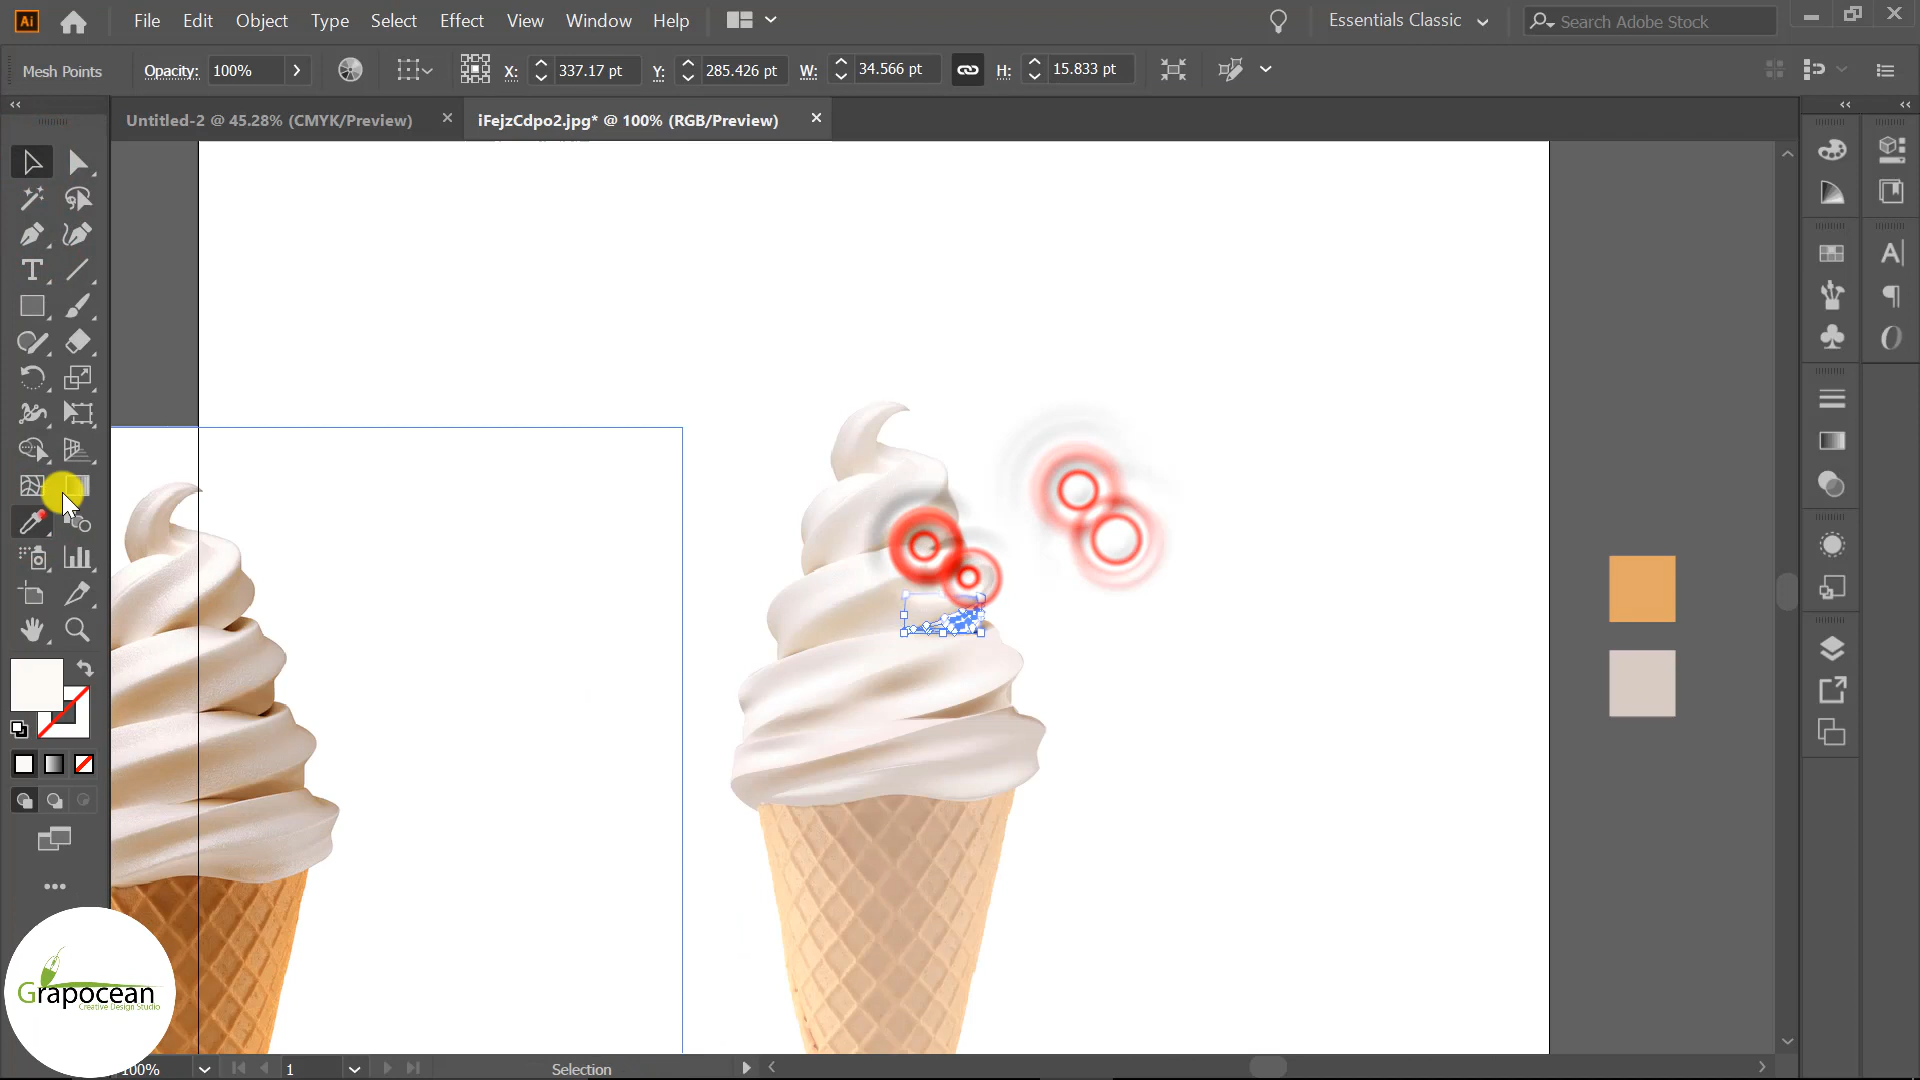 Ai File Edit Object Type Select Effect View Window Help Essentials Classic Search Adobe Stock
Mesh Points Opacity: 100% X: 337.17 pt Y: 285.426 pt W: 34.566 pt H: 15.833 pt
Untitled-2 @ 45.28% (CMYK/Preview) iFejzCdpo2.jpg* @ 100% (RGB/Preview)
Grapocean
Creative Design Studio
100% 1 Selection